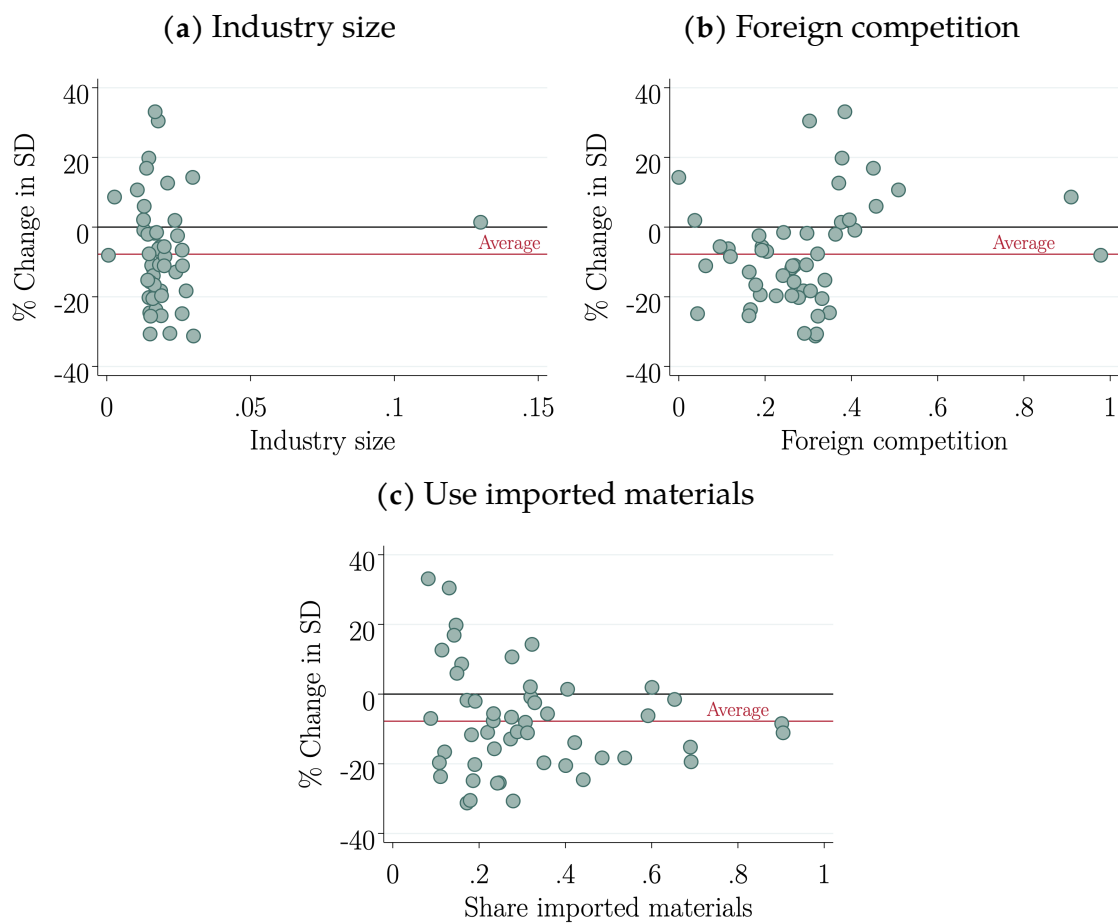 (a) Industry size
% Change in SD
40
20
0
-20
-40
Average
0
.05
.1
.15
Industry size
(b) Foreign competition
% Change in SD
40
20
0
-20
-40
Average
0
.2
.4
.6
.8
1
Foreign competition
(c) Use imported materials
% Change in SD
40
20
0
-20
-40
Average
0
.2
.4
.6
.8
1
Share imported materials